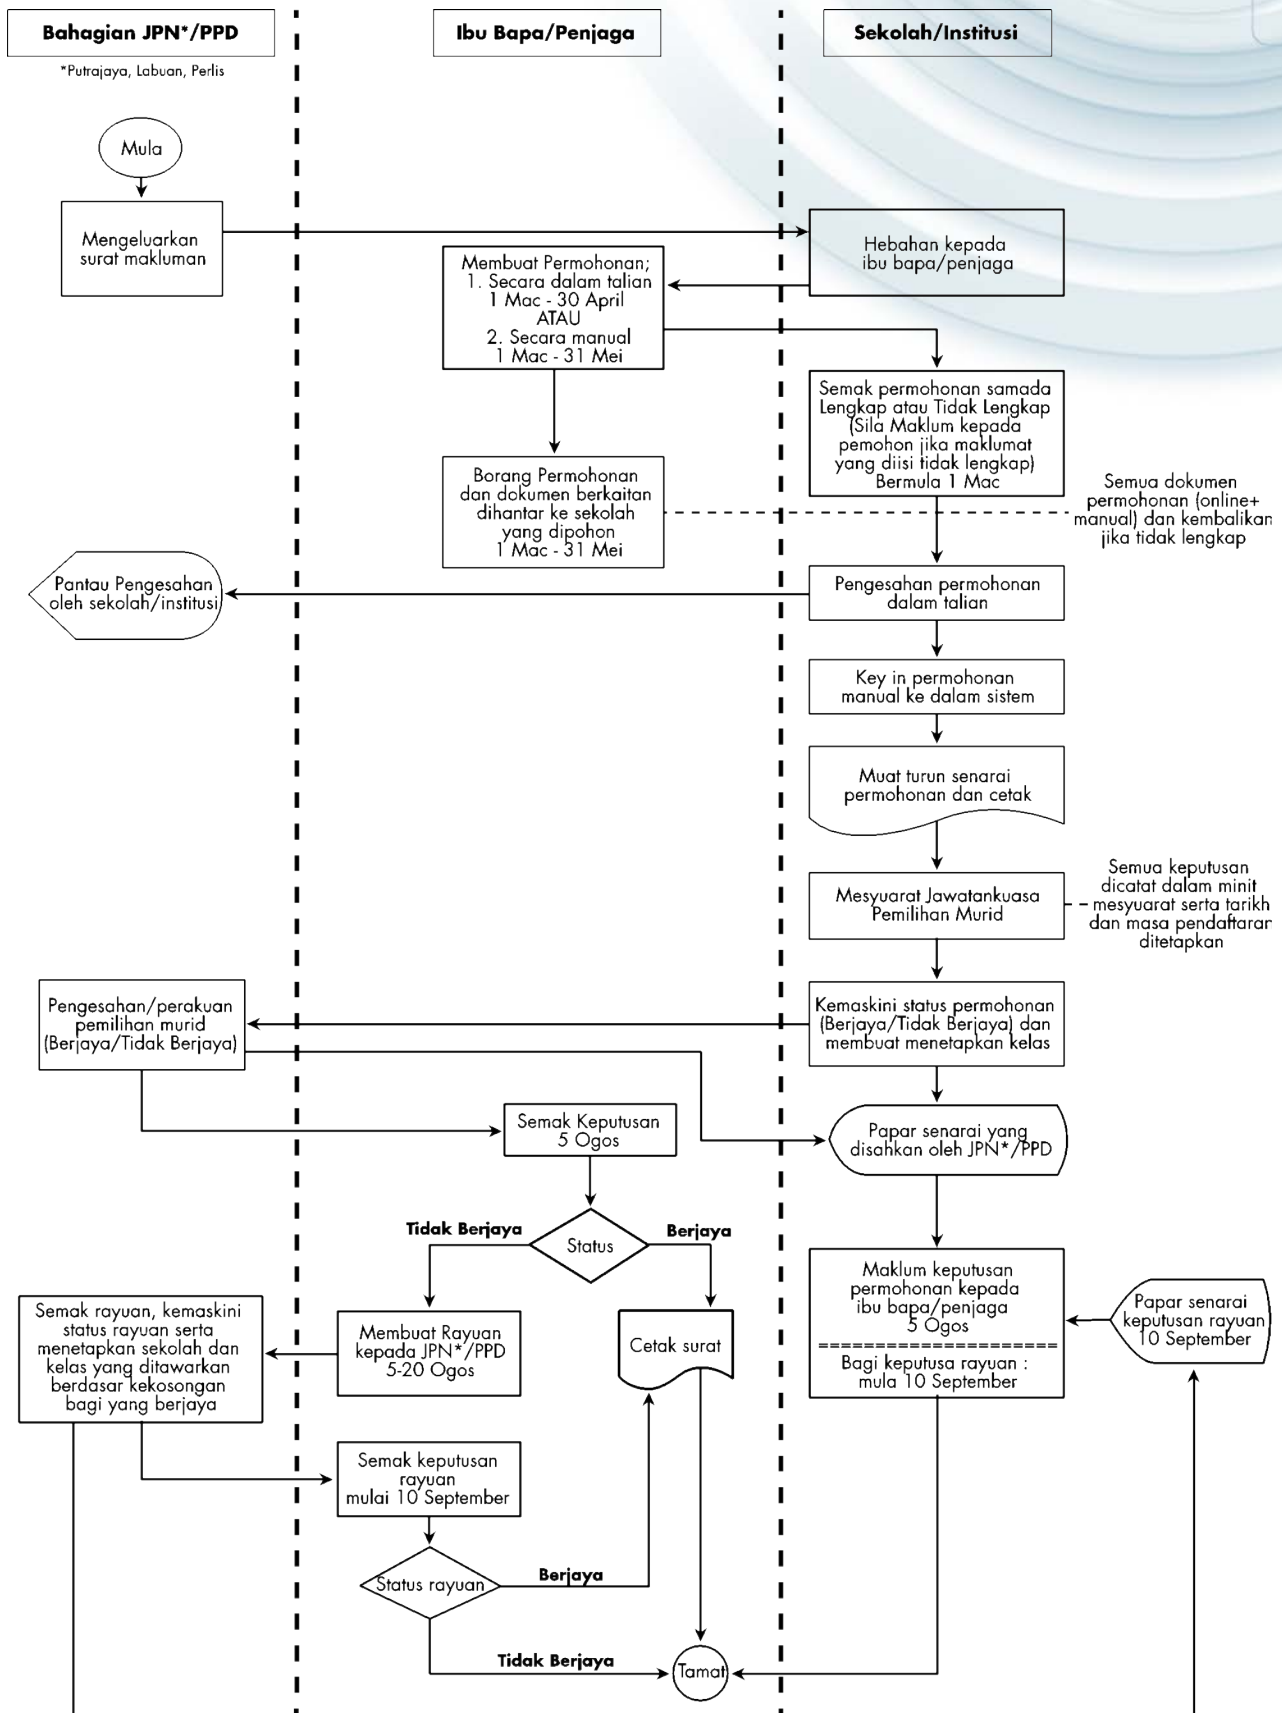 Bahagian JPN*/PPD
*Putrajaya, Labuan, Perlis
Ibu Bapa/Penjaga
Sekolah/Institusi
Mula
Mengeluarkan
surat makluman
Hebahan kepada
ibu bapa/penjaga
Membuat Permohonan;
1. Secara dalam talian
1 Mac - 30 April
ATAU
2. Secara manual
1 Mac - 31 Mei
Semak permohonan samada
Lengkap atau Tidak Lengkap
(Sila Maklum kepada
pemohon jika maklumat
yang diisi tidak lengkap)
Bermula 1 Mac
Borang Permohonan
dan dokumen berkaitan
dihantar ke sekolah
yang dipohon
1 Mac - 31 Mei
Semua dokumen
permohonan (online+
manual) dan kembalikan
jika tidak lengkap
Pantau Pengesahan
oleh sekolah/institusi
Pengesahan permohonan
dalam talian
Key in permohonan
manual ke dalam sistem
Muat turun senarai
permohonan dan cetak
Mesyuarat Jawatankuasa
Pemilihan Murid
Semua keputusan
dicatat dalam minit
mesyuarat serta tarikh
dan masa pendaftaran
ditetapkan
Pengesahan/perakuan
pemilihan murid
(Berjaya/Tidak Berjaya)
Kemaskini status permohonan
(Berjaya/Tidak Berjaya) dan
membuat menetapkan kelas
Semak Keputusan
5 Ogos
Papar senarai yang
disahkan oleh JPN*/PPD
Tidak Berjaya
Status
Berjaya
Semak rayuan, kemaskini
status rayuan serta
menetapkan sekolah dan
kelas yang ditawarkan
berdasar kekosongan
bagi yang berjaya
Membuat Rayuan
kepada JPN*/PPD
5-20 Ogos
Cetak surat
Maklum keputusan
permohonan kepada
ibu bapa/penjaga
5 Ogos
=====================
Bagi keputusa rayuan :
mula 10 September
Papar senarai
keputusan rayuan
10 September
Semak keputusan
rayuan
mulai 10 September
Status rayuan
Berjaya
Tidak Berjaya
Tamat